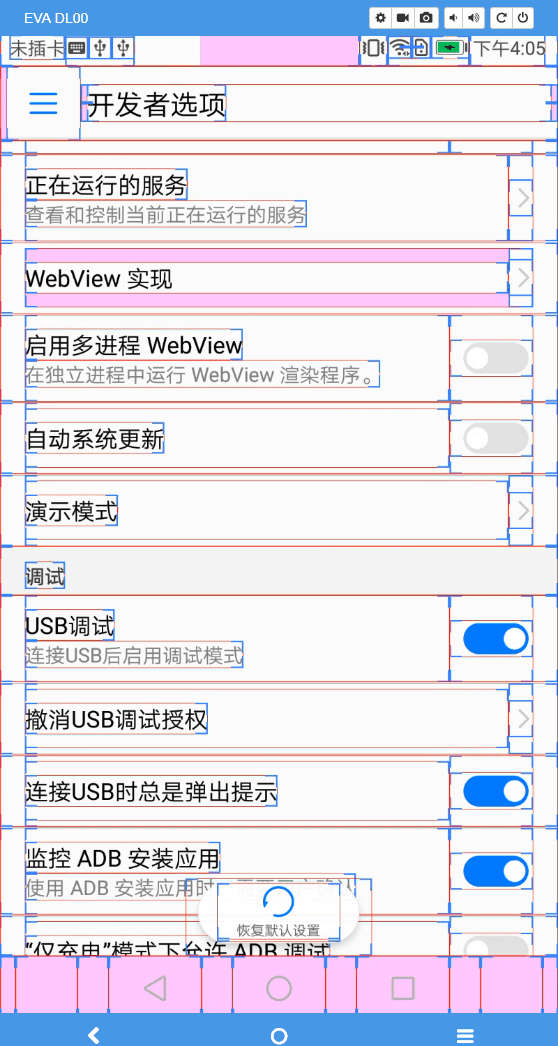 EVA DL00
未插卡 下午4:05
开发者选项
正在运行的服务
查看和控制当前正在运行的服务
WebView 实现
启用多进程 WebView
在独立进程中运行 WebView 渲染程序。
自动系统更新
演示模式
调试
USB调试
连接USB后启用调试模式
撤消USB调试授权
连接USB时总是弹出提示
监控 ADB 安装应用
使用 ADB 安装应用时
恢复默认设置
“仅充电”模式下允许 ADB 调试